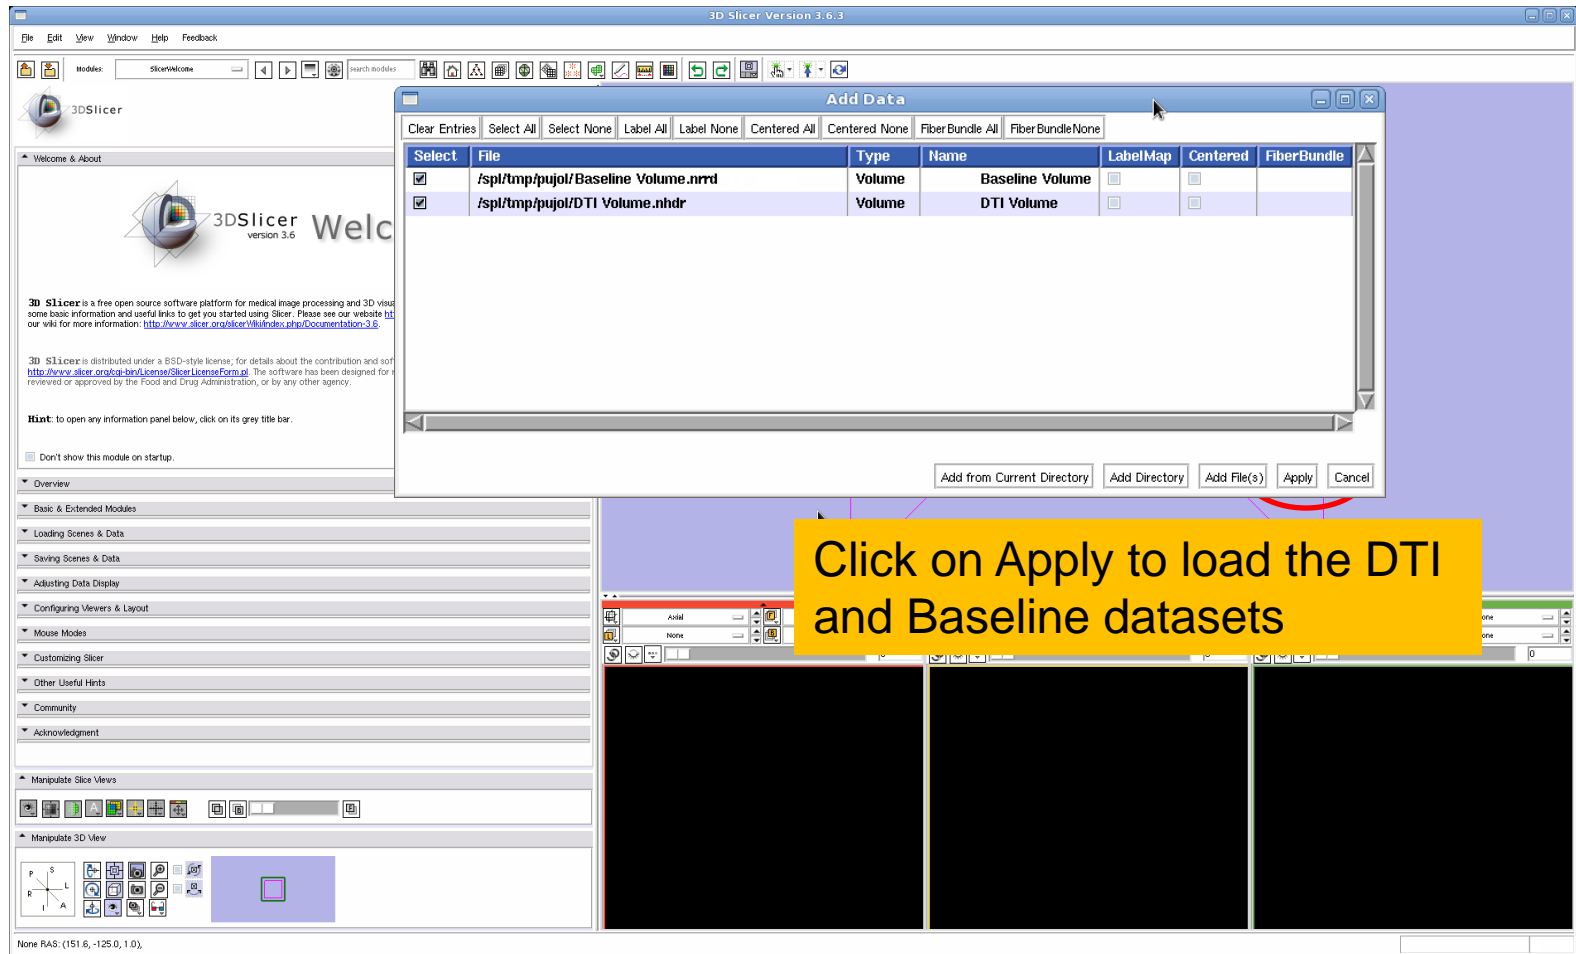 3D Slicer Version 3.6.3
File Edit View Window Help Feedback
Modules: SlicerWelcome search modules
3DSlicer
Add Data
Clear Entries Select All Select None Label All Label None Centered All Centered None FiberBundle All FiberBundleNone
Select File Type Name LabelMap Centered FiberBundle
/spl/tmp/pujol/Baseline Volume.nrrd Volume Baseline Volume
/spl/tmp/pujol/DTI Volume.nhdr Volume DTI Volume
Add from Current Directory Add Directory Add File(s) Apply Cancel
Welcome & About
3DSlicer
version 3.6
Welc
3D Slicer is a free open source software platform for medical image processing and 3D visua
some basic information and useful links to get you started using Slicer. Please see our website ht
our wiki for more information: http://www.slicer.org/slicerWiki/index.php/Documentation-3.6.
3D Slicer is distributed under a BSD-style license; for details about the contribution and sof
http://www.slicer.org/cgi-bin/License/SlicerLicenseForm.pl. The software has been designed for r
reviewed or approved by the Food and Drug Administration, or by any other agency.
Hint: to open any information panel below, click on its grey title bar.
Don't show this module on startup.
Overview
Basic & Extended Modules
Loading Scenes & Data
Saving Scenes & Data
Adjusting Data Display
Configuring Viewers & Layout
Mouse Modes
Customizing Slicer
Other Useful Hints
Community
Acknowledgment
Click on Apply to load the DTI
and Baseline datasets
Axial
None
one
one
0
Manipulate Slice Views
Manipulate 3D View
P S
R L
I A
None RAS: (151.6, -125.0, 1.0),